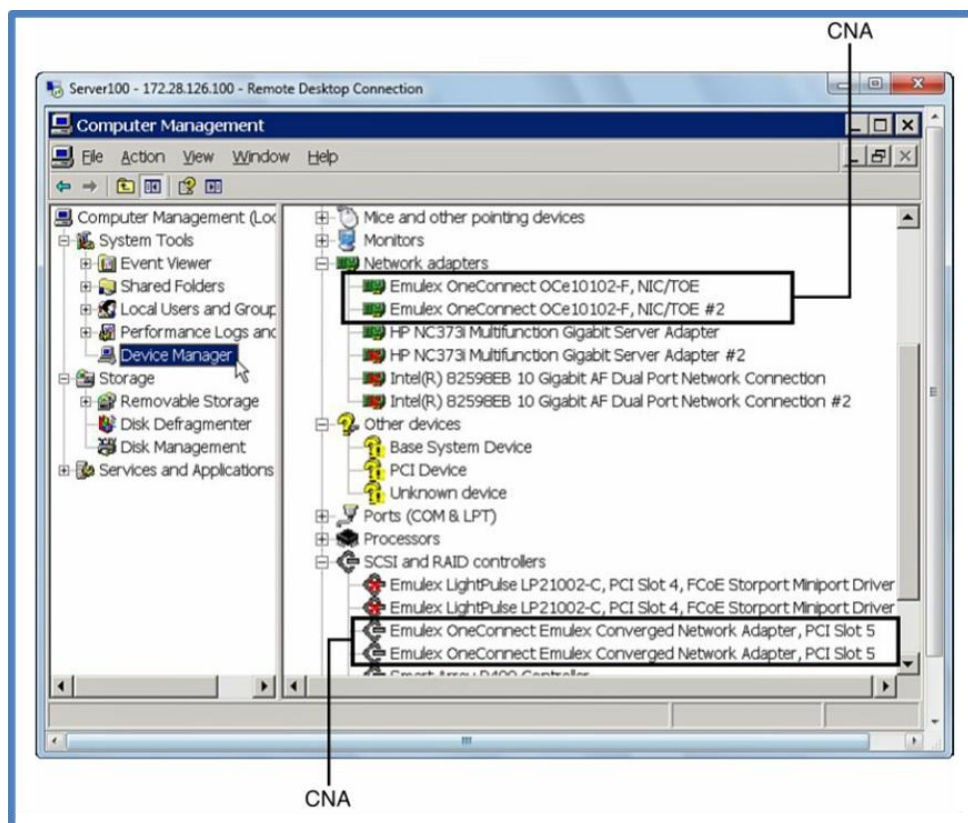 CNA
Server100 - 172.28.126.100 - Remote Desktop Connection
Computer Management
File Action View Window Help
Computer Management (Loc
System Tools
Event Viewer
Shared Folders
Local Users and Group
Performance Logs and
Device Manager
Storage
Removable Storage
Disk Defragmenter
Disk Management
Services and Applications
Mice and other pointing devices
Monitors
Network adapters
Emulex OneConnect OCe10102-F, NIC/TOE
Emulex OneConnect OCe10102-F, NIC/TOE #2
HP NC373i Multifunction Gigabit Server Adapter
HP NC373i Multifunction Gigabit Server Adapter #2
Intel(R) 82598EB 10 Gigabit AF Dual Port Network Connection
Intel(R) 82598EB 10 Gigabit AF Dual Port Network Connection #2
Other devices
Base System Device
PCI Device
Unknown device
Ports (COM & LPT)
Processors
SCSI and RAID controllers
Emulex LightPulse LP21002-C, PCI Slot 4, FCoE Storport Miniport Driver
Emulex LightPulse LP21002-C, PCI Slot 4, FCoE Storport Miniport Driver
Emulex OneConnect Emulex Converged Network Adapter, PCI Slot 5
Emulex OneConnect Emulex Converged Network Adapter, PCI Slot 5
Smart Array P400 Controller
CNA